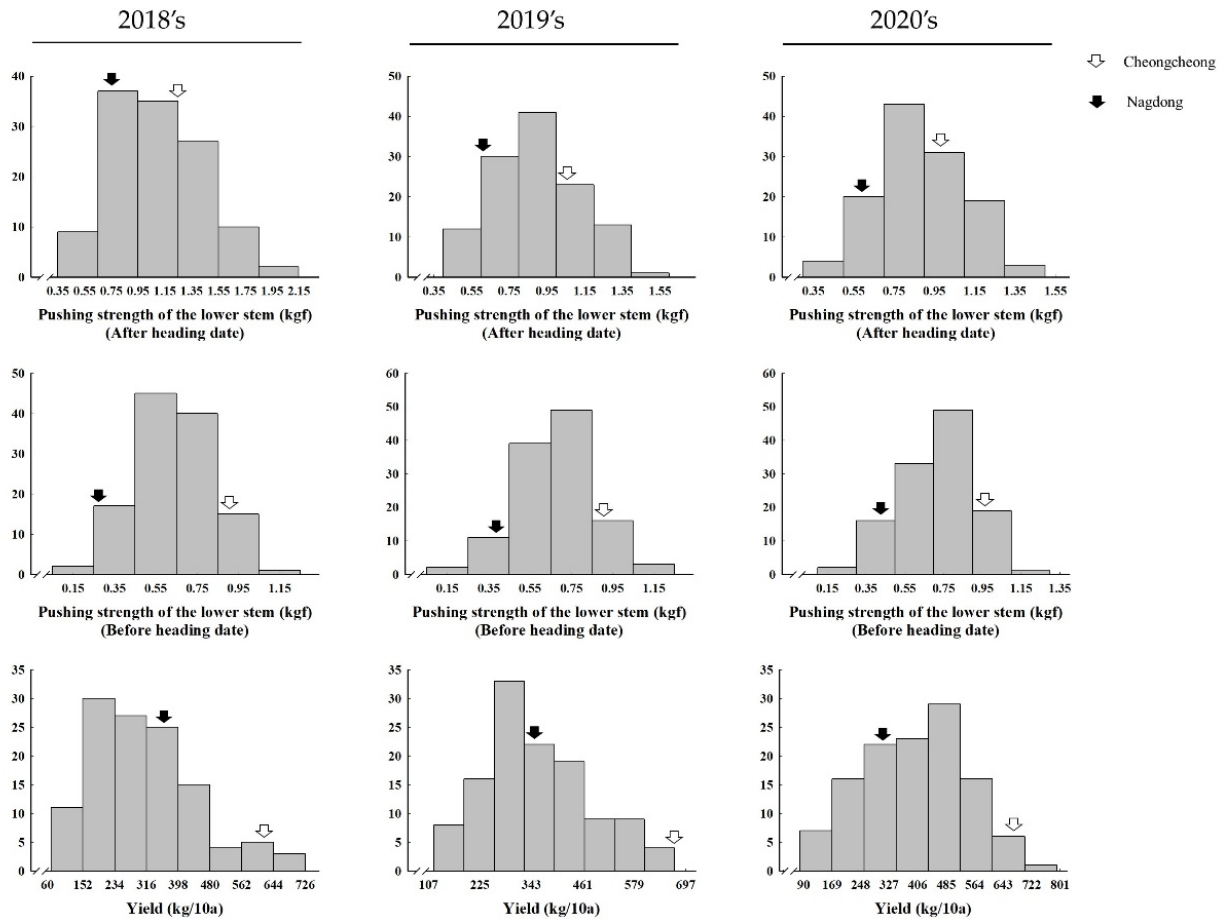 2018's
2019's
2020's
Cheongcheong
Nagdong
40
30
20
10
0
0.35 0.55 0.75 0.95 1.15 1.35 1.55 1.75 1.95 2.15
Pushing strength of the lower stem (kgf)
(After heading date)
50
40
30
20
10
0
0.35 0.55 0.75 0.95 1.15 1.35 1.55
Pushing strength of the lower stem (kgf)
(After heading date)
50
40
30
20
10
0
0.35 0.55 0.75 0.95 1.15 1.35 1.55
Pushing strength of the lower stem (kgf)
(After heading date)
50
40
30
20
10
0
0.15 0.35 0.55 0.75 0.95 1.15
Pushing strength of the lower stem (kgf)
(Before heading date)
60
50
40
30
20
10
0
0.15 0.35 0.55 0.75 0.95 1.15
Pushing strength of the lower stem (kgf)
(Before heading date)
60
50
40
30
20
10
0
0.15 0.35 0.55 0.75 0.95 1.15 1.35
Pushing strength of the lower stem (kgf)
(Before heading date)
35
30
25
20
15
10
5
0
60 152 234 316 398 480 562 644 726
Yield (kg/10a)
35
30
25
20
15
10
5
0
107 225 343 461 579 697
Yield (kg/10a)
35
30
25
20
15
10
5
0
90 169 248 327 406 485 564 643 722 801
Yield (kg/10a)